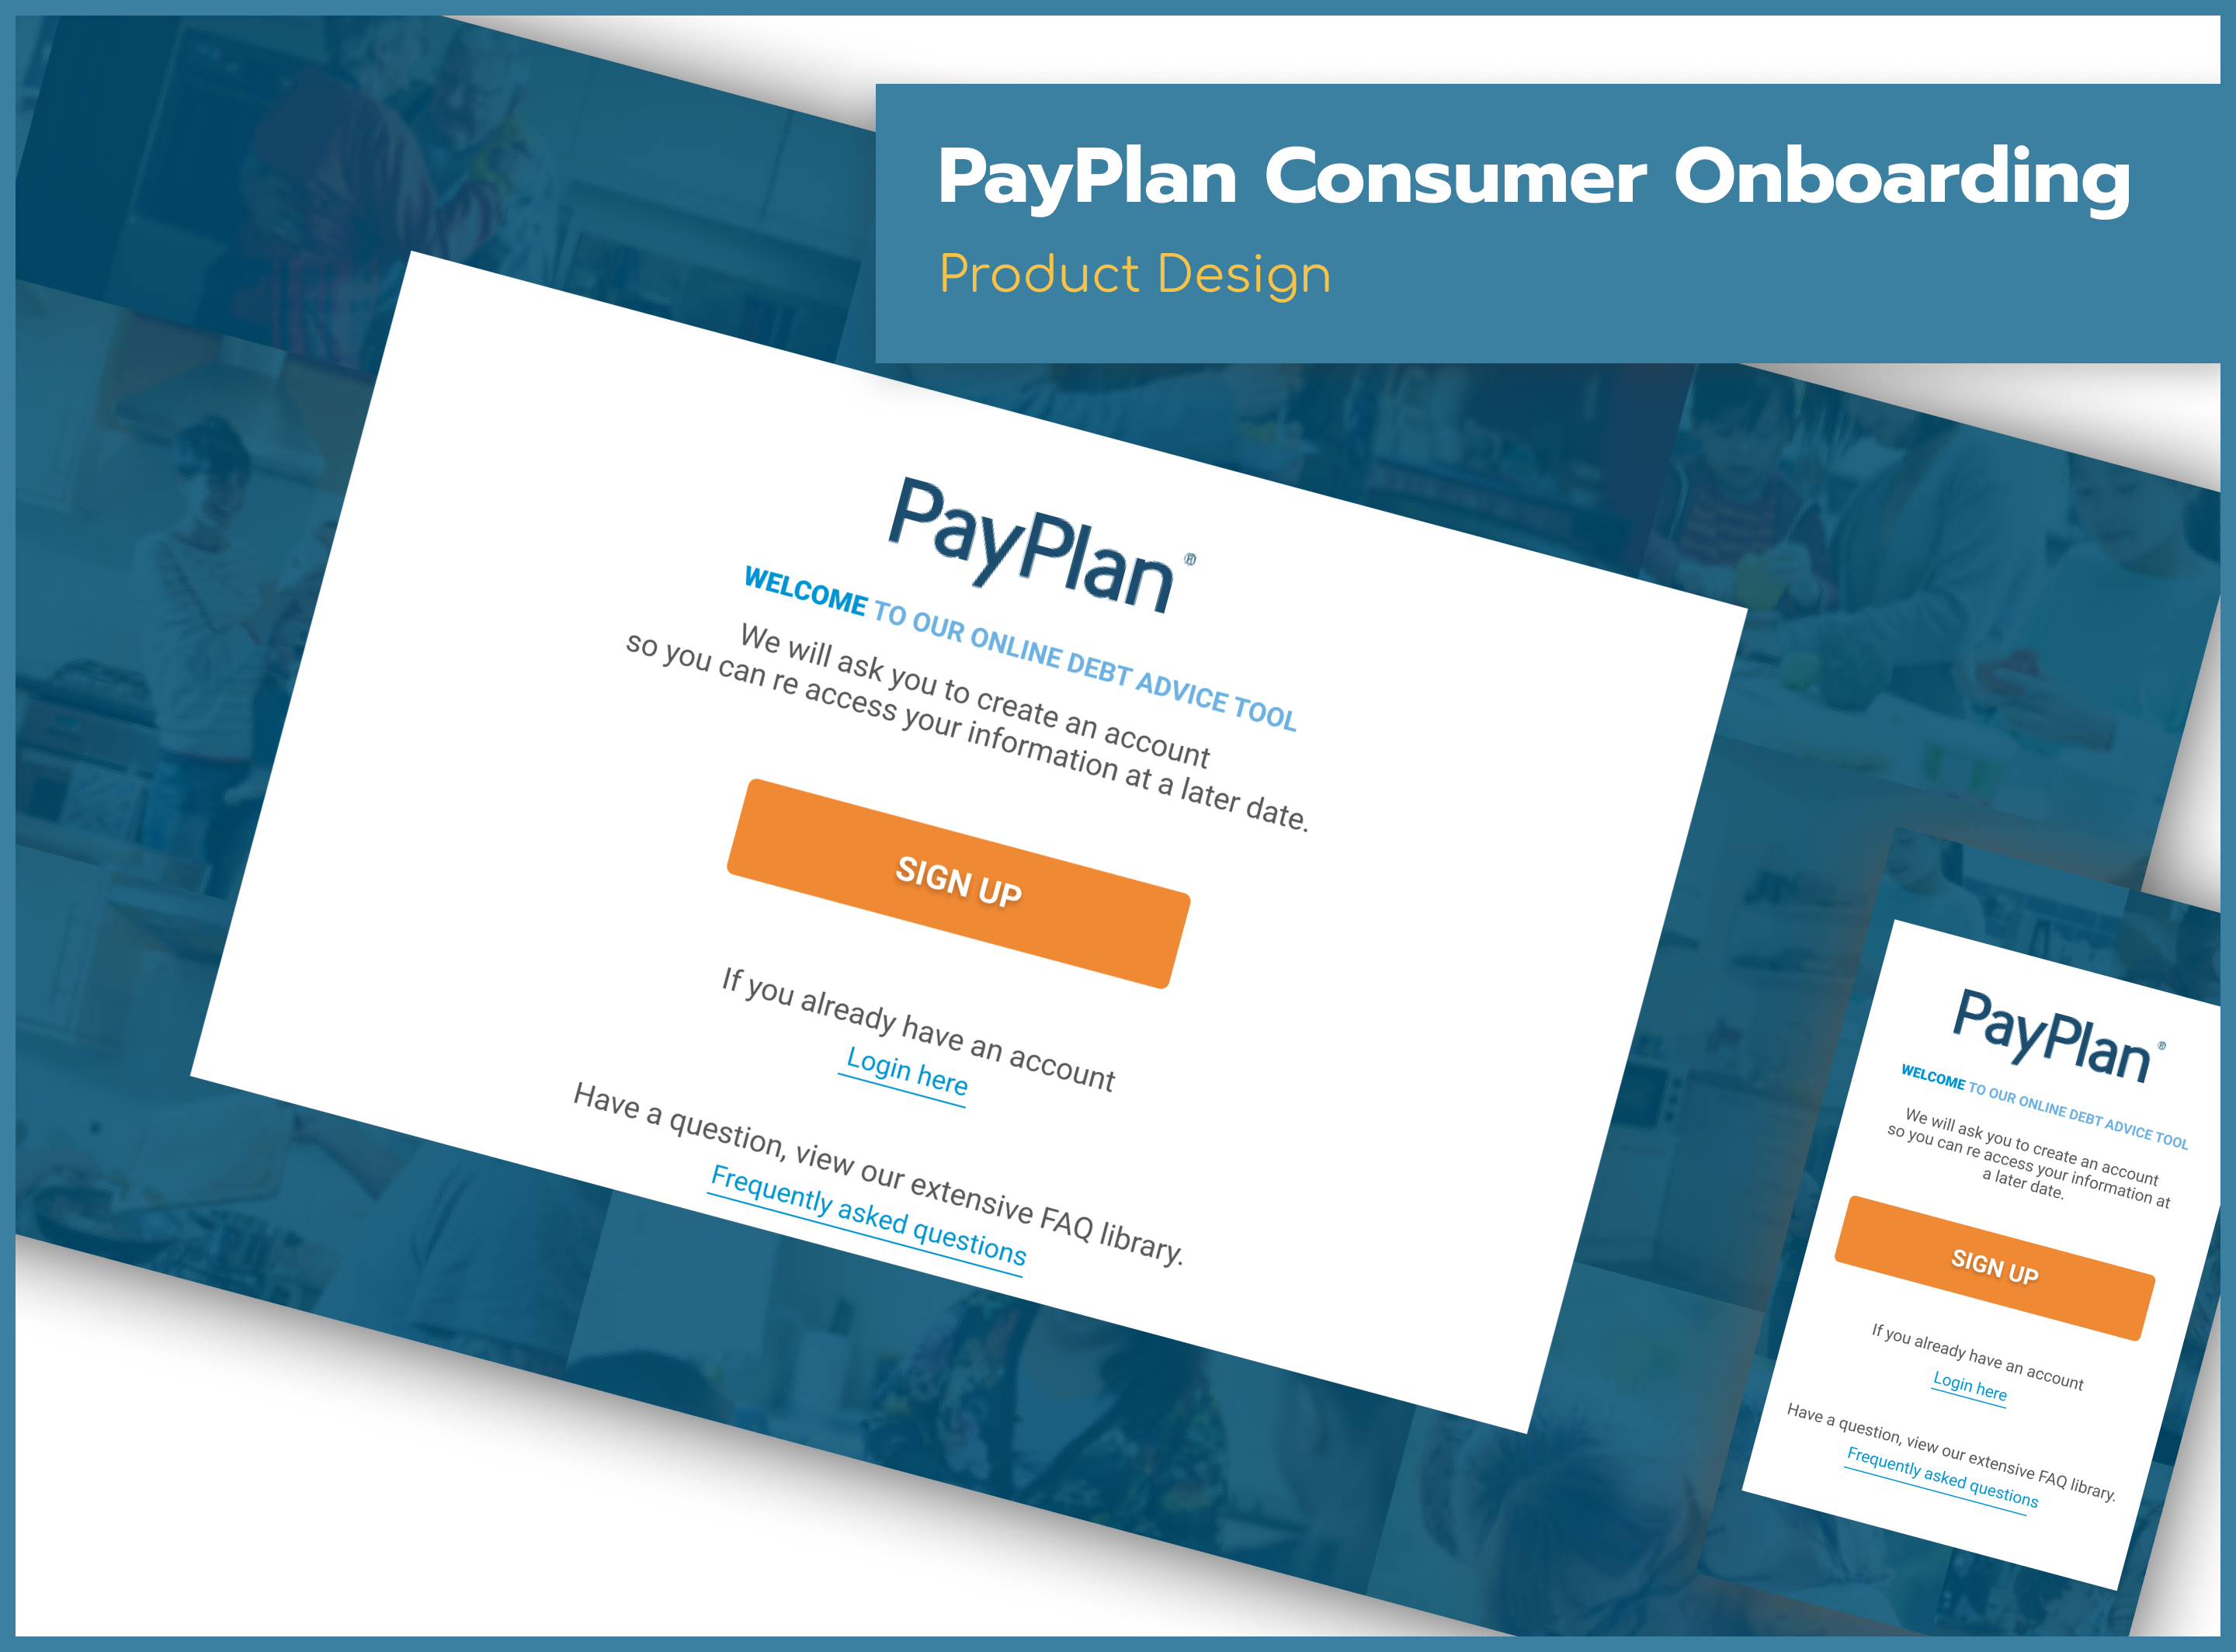 PayPlan Consumer Onboarding
Product Design
PayPlan®
WELCOME TO OUR ONLINE DEBT ADVICE TOOL
We will ask you to create an account
so you can re access your information at a later date.
SIGN UP
If you already have an account
Login here
Have a question, view our extensive FAQ library.
Frequently asked questions
PayPlan®
WELCOME TO OUR ONLINE DEBT ADVICE TOOL
We will ask you to create an account
so you can re access your information at
a later date.
SIGN UP
If you already have an account
Login here
Have a question, view our extensive FAQ library.
Frequently asked questions